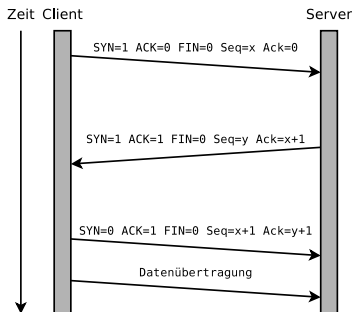 Zeit Client Server
SYN=1 ACK=0 FIN=0 Seq=x Ack=0
SYN=1 ACK=1 FIN=0 Seq=y Ack=x+1
SYN=0 ACK=1 FIN=0 Seq=x+1 Ack=y+1
Datenübertragung